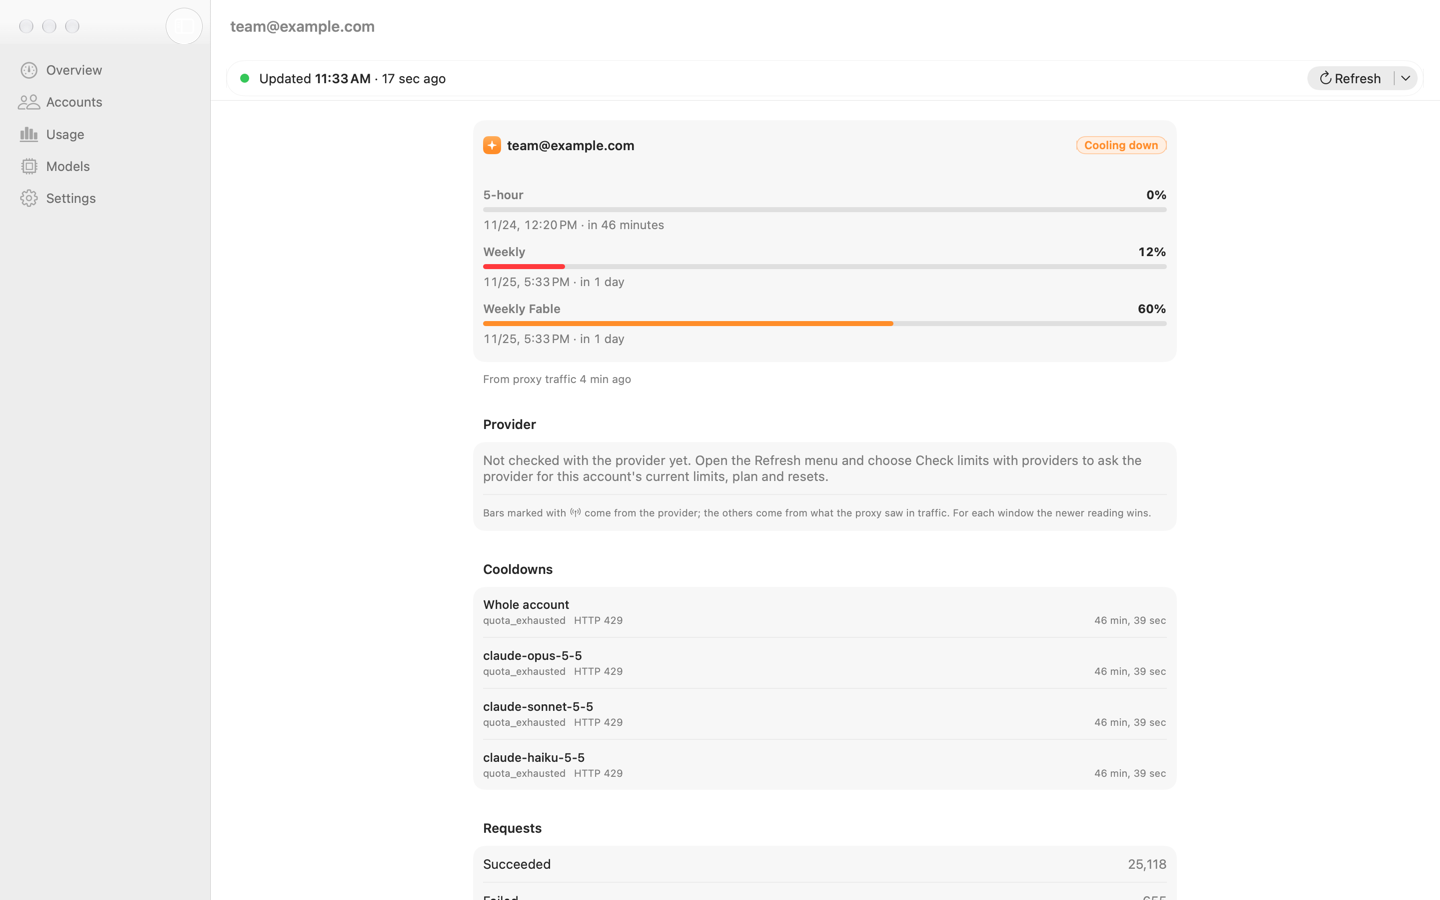 team@example.com
Updated 11:33 AM · 17 sec ago
Refresh
Overview
Accounts
Usage
Models
Settings
team@example.com
Cooling down
5-hour
0%
11/24, 12:20 PM · in 46 minutes
Weekly
12%
11/25, 5:33 PM · in 1 day
Weekly Fable
60%
11/25, 5:33 PM · in 1 day
From proxy traffic 4 min ago
Provider
Not checked with the provider yet. Open the Refresh menu and choose Check limits with providers to ask the
provider for this account's current limits, plan and resets.
Bars marked with come from the provider; the others come from what the proxy saw in traffic. For each window the newer reading wins.
Cooldowns
Whole account
quota_exhausted HTTP 429
46 min, 39 sec
claude-opus-5-5
quota_exhausted HTTP 429
46 min, 39 sec
claude-sonnet-5-5
quota_exhausted HTTP 429
46 min, 39 sec
claude-haiku-5-5
quota_exhausted HTTP 429
46 min, 39 sec
Requests
Succeeded
25,118